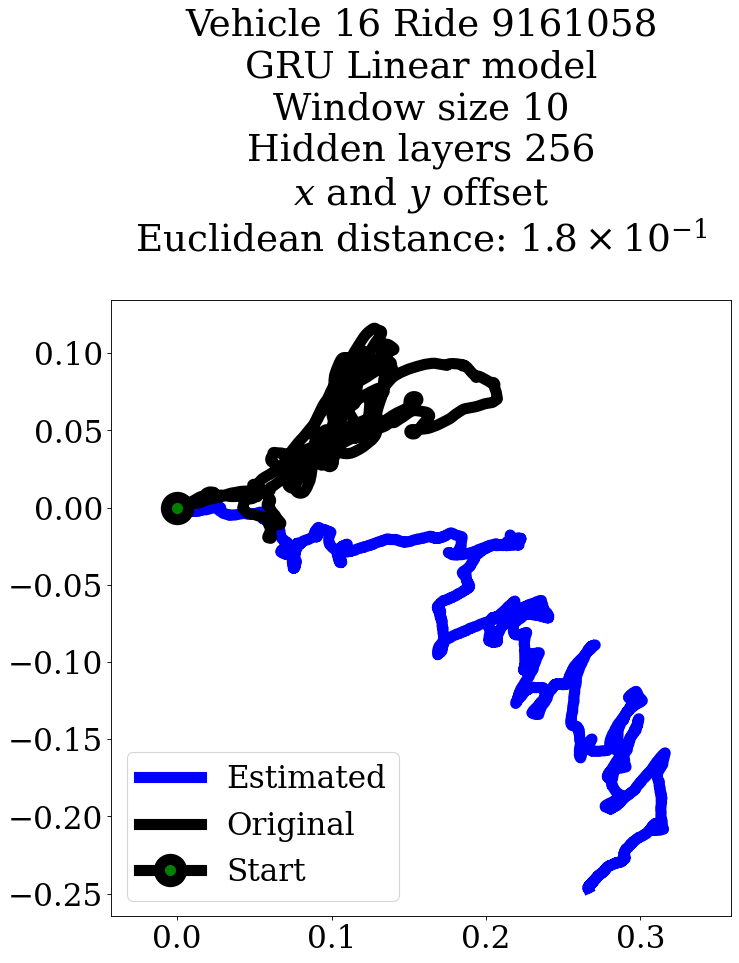 Vehicle 16 Ride 9161058
GRU Linear model
Window size 10
Hidden layers 256
x and y offset
Euclidean distance: 1.8 × 10⁻¹
0.10
0.05
0.00
−0.05
−0.10
−0.15
−0.20
−0.25
Estimated
Original
Start
0.0 0.1 0.2 0.3